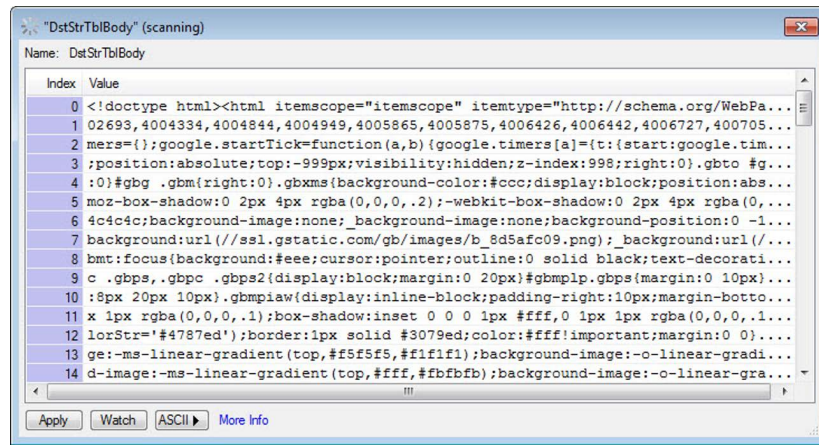 "DstStrTblBody" (scanning)
Name: DstStrTblBody
Index Value
0 <!doctype html><html itemscope="itemscope" itemtype="http://schema.org/WebPa...
1 02693,4004334,4004844,4004949,4005865,4005875,4006426,4006442,4006727,400705...
2 mers={};google.startTick=function(a,b){google.timers[a]={t:{start:google.tim...
3 ;position:absolute;top:-999px;visibility:hidden;z-index:998;right:0}.gbto #g...
4 :0}#gbg .gbm{right:0}.gbxms{background-color:#ccc;display:block;position:abs...
5 moz-box-shadow:0 2px 4px rgba(0,0,0,.2);-webkit-box-shadow:0 2px 4px rgba(0,...
6 4c4c4c;background-image:none;_background-image:none;background-position:0 -1...
7 background:url(//ssl.gstatic.com/gb/images/b_8d5afc09.png);_background:url(/...
8 bmt:focus{background:#eee;cursor:pointer;outline:0 solid black;text-decorati...
9 c .gbps,.gbpc .gbps2{display:block;margin:0 20px}#gbmplp.gbps{margin:0 10px}...
10 :8px 20px 10px}.gbmpiaw{display:inline-block;padding-right:10px;margin-botto...
11 x 1px rgba(0,0,0,.1);box-shadow:inset 0 0 0 1px #fff,0 1px 1px rgba(0,0,0,.1...
12 lorStr='#4787ed');border:1px solid #3079ed;color:#fff!important;margin:0 0}....
13 ge:-ms-linear-gradient(top,#f5f5f5,#f1f1f1);background-image:-o-linear-gradi...
14 d-image:-ms-linear-gradient(top,#fff,#fbfbfb);background-image:-o-linear-gra...
Apply Watch ASCII More Info